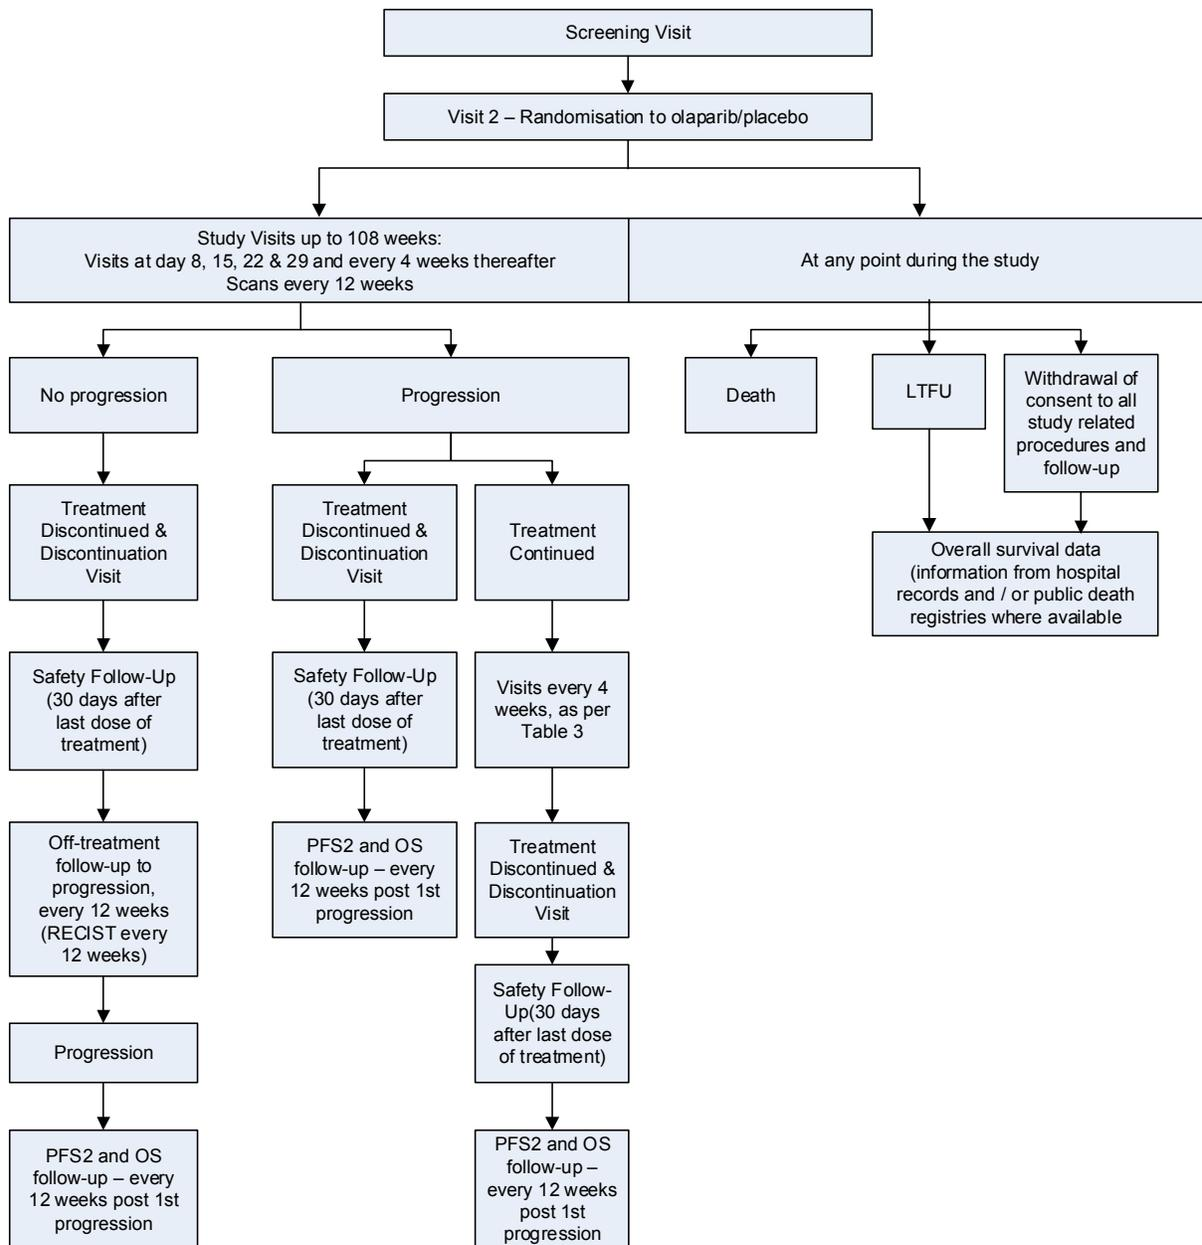 Screening Visit
Visit 2 – Randomisation to olaparib/placebo
Study Visits up to 108 weeks:
Visits at day 8, 15, 22 & 29 and every 4 weeks thereafter
Scans every 12 weeks
At any point during the study
No progression
Progression
Death
LTFU
Withdrawal of
consent to all
study related
procedures and
follow-up
Treatment
Discontinued &
Discontinuation
Visit
Treatment
Discontinued &
Discontinuation
Visit
Treatment
Continued
Overall survival data
(information from hospital
records and / or public death
registries where available
Safety Follow-Up
(30 days after
last dose of
treatment)
Safety Follow-Up
(30 days after
last dose of
treatment)
Visits every 4
weeks, as per
Table 3
Off-treatment
follow-up to
progression,
every 12 weeks
(RECIST every
12 weeks)
PFS2 and OS
follow-up – every
12 weeks post 1st
progression
Treatment
Discontinued &
Discontinuation
Visit
Safety Follow-
Up(30 days
after last dose
of treatment)
Progression
PFS2 and OS
follow-up – every
12 weeks post 1st
progression
PFS2 and OS
follow-up –
every 12 weeks
post 1st
progression